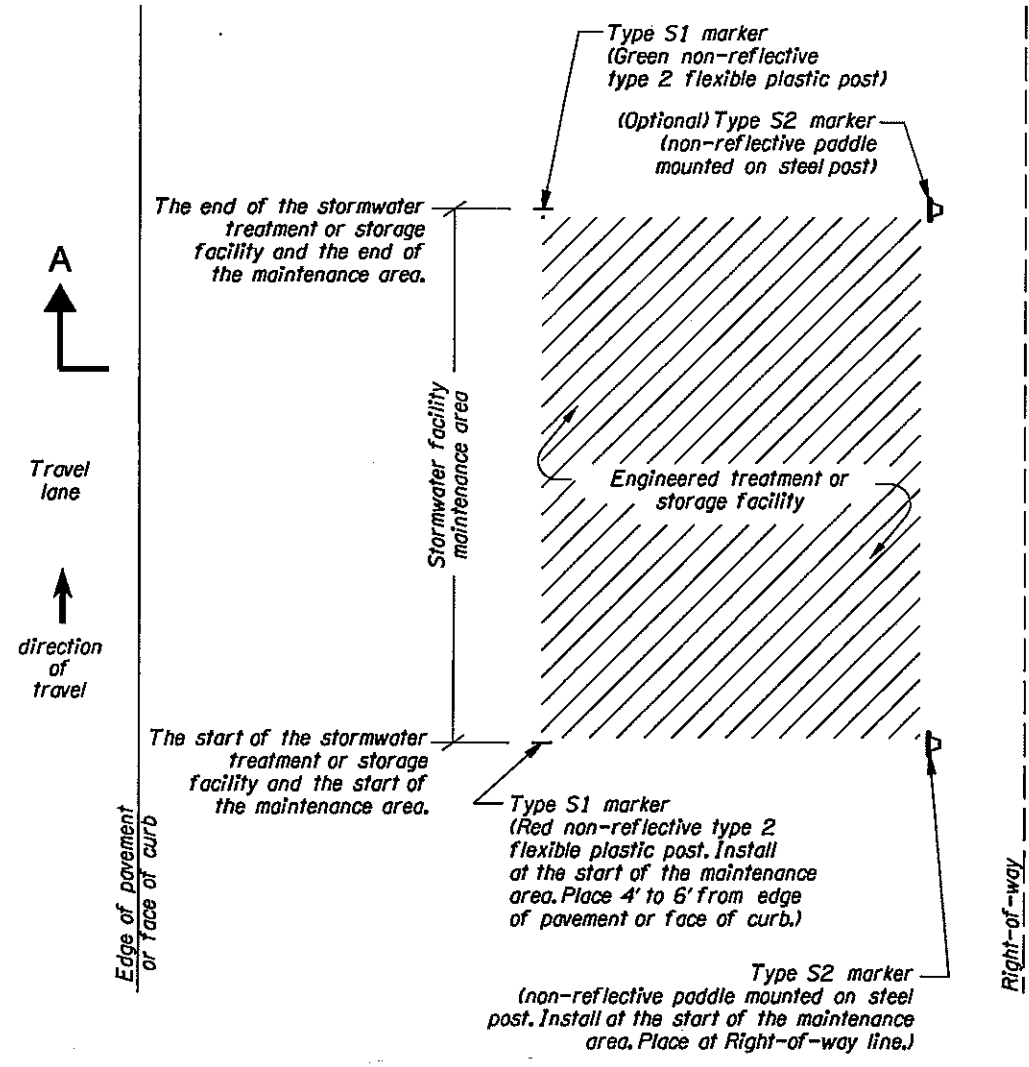 Type S1 marker
(Green non-reflective
type 2 flexible plastic post)
(Optional) Type S2 marker
(non-reflective paddle
mounted on steel post)
The end of the stormwater
treatment or storage
facility and the end of
the maintenance area.
A
Stormwater facility
maintenance area
Travel
lane
Engineered treatment or
storage facility
direction
of
travel
The start of the stormwater
treatment or storage
facility and the start of
the maintenance area.
Type S1 marker
(Red non-reflective type 2
flexible plastic post. Install
at the start of the maintenance
area. Place 4' to 6' from edge
of pavement or face of curb.)
Edge of pavement
or face of curb
Right-of-way
Type S2 marker
(non-reflective paddle mounted on steel
post. Install at the start of the maintenance
area. Place at Right-of-way line.)